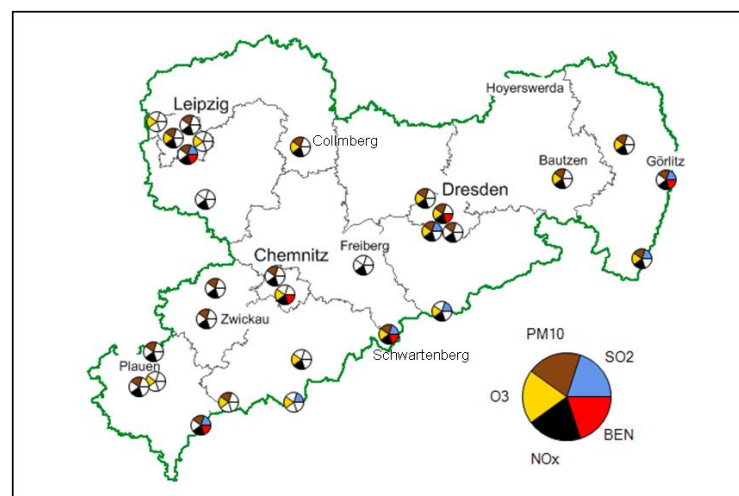 Hoyerswerda
Leipzig
Collmberg
Bautzen
Görlitz
Dresden
Freiberg
Chemnitz
Zwickau
Schwartenberg
Plauen
PM10
SO2
O3
BEN
NOx